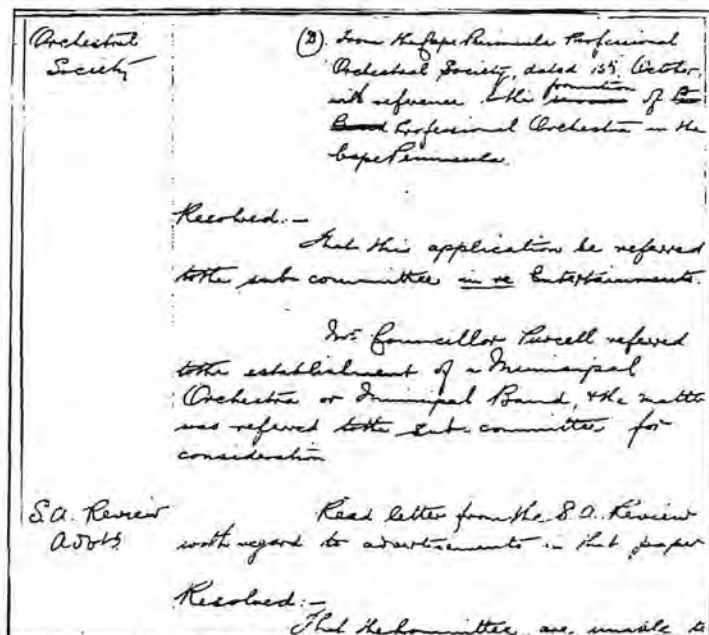 Orchestral
Society
(B). From the Cape Peninsula Professional
Orchestral Society, dated 15th October,
with reference to the formation of
Professional Orchestra in the
Cape Peninsula.
Resolved:—
That this application be referred
to the sub committee in re Entertainments.
Mr Councillor Purcell referred
to the establishment of a Municipal
Orchestra or Municipal Band, & the matter
was referred to the sub-committee for
consideration
S.A. Review
Advts
Read letter from the S.A. Review
with regard to advertisements in that paper
Resolved:—
That the Committee are unable to